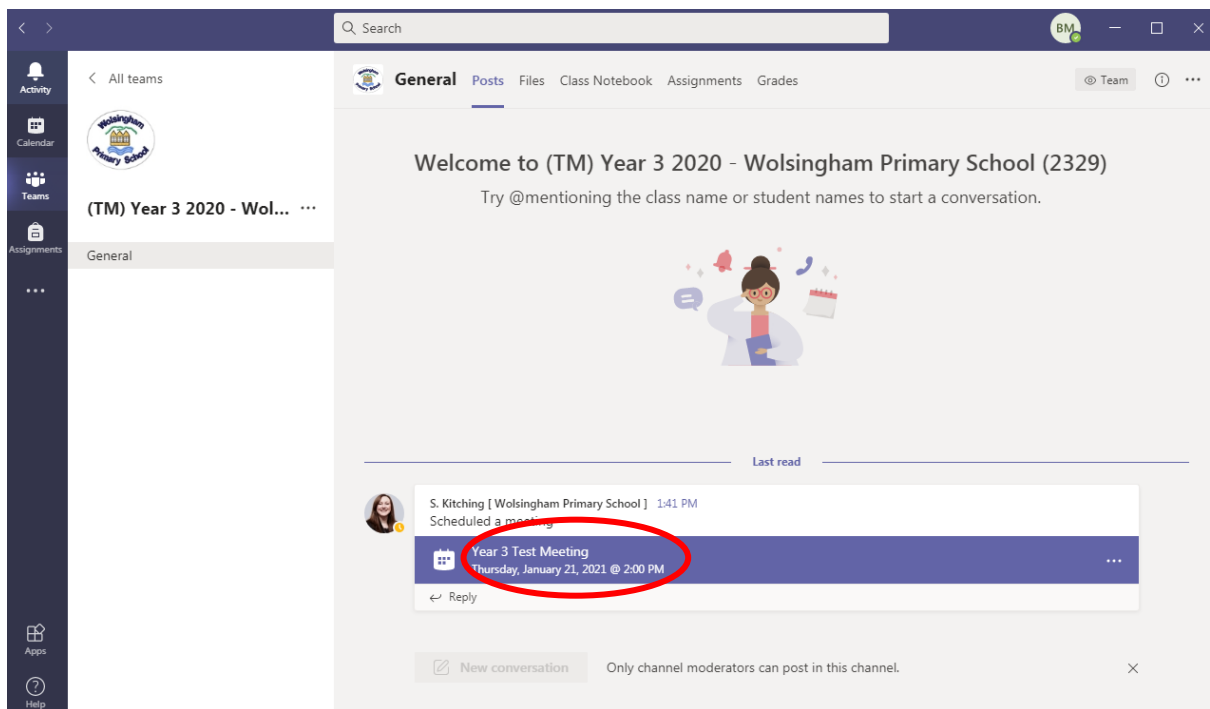 Search
BM
Activity
Calendar
Teams
Assignments
Apps
Help
All teams
Wolsingham
Primary School
(TM) Year 3 2020 - Wol... ...
General
General Posts Files Class Notebook Assignments Grades
Team
Welcome to (TM) Year 3 2020 - Wolsingham Primary School (2329)
Try @mentioning the class name or student names to start a conversation.
Last read
S. Kitching [ Wolsingham Primary School ] 1:41 PM
Scheduled a meeting
Year 3 Test Meeting
Thursday, January 21, 2021 @ 2:00 PM
Reply
New conversation
Only channel moderators can post in this channel.